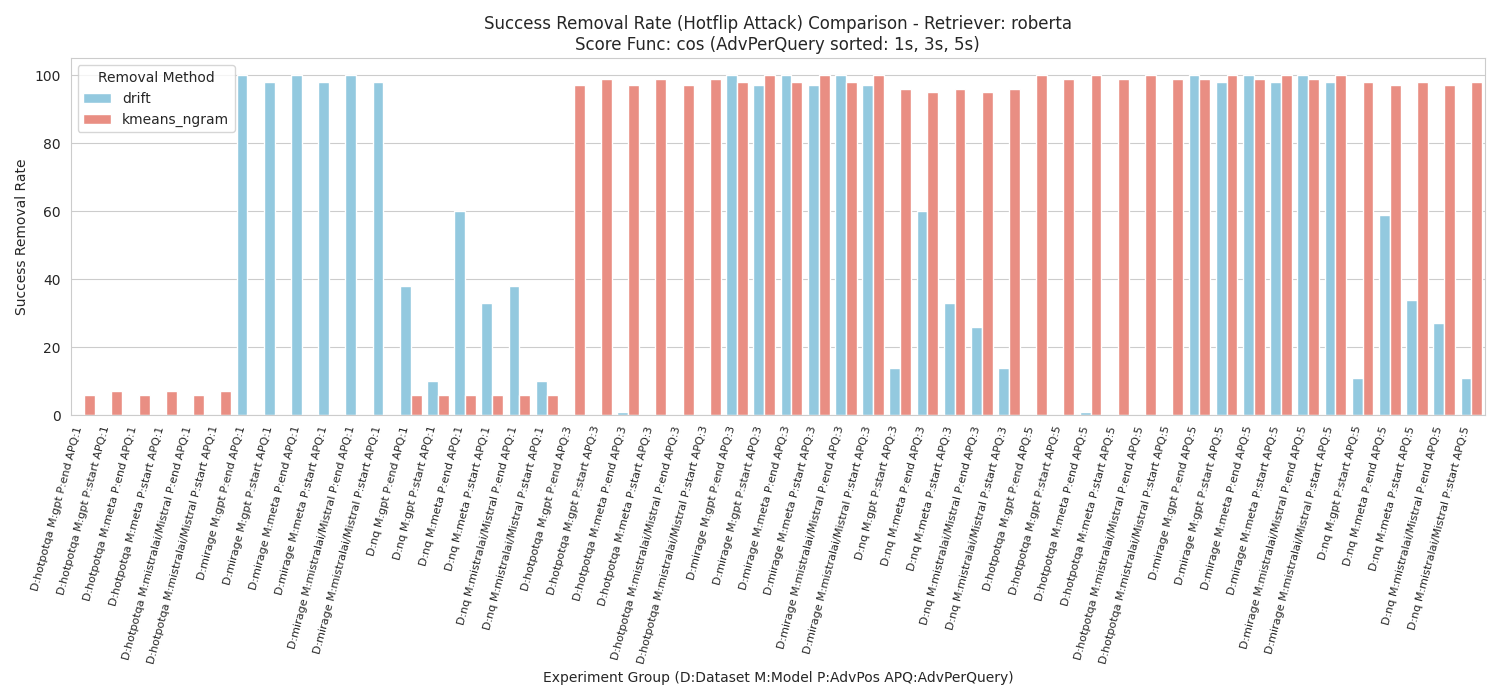 Success Removal Rate (Hotflip Attack) Comparison - Retriever: roberta
Score Func: cos (AdvPerQuery sorted: 1s, 3s, 5s)
Removal Method
drift
kmeans_ngram
Success Removal Rate
100
80
60
40
20
0
D:hotpotqa M:gpt P:end APQ:1
D:hotpotqa M:gpt P:start APQ:1
D:hotpotqa M:meta P:end APQ:1
D:hotpotqa M:meta P:start APQ:1
D:hotpotqa M:mistralai/Mistral P:end APQ:1
D:hotpotqa M:mistralai/Mistral P:start APQ:1
D:mirage M:gpt P:end APQ:1
D:mirage M:gpt P:start APQ:1
D:mirage M:meta P:end APQ:1
D:mirage M:meta P:start APQ:1
D:mirage M:mistralai/Mistral P:end APQ:1
D:mirage M:mistralai/Mistral P:start APQ:1
D:nq M:gpt P:end APQ:1
D:nq M:gpt P:start APQ:1
D:nq M:meta P:end APQ:1
D:nq M:meta P:start APQ:1
D:nq M:mistralai/Mistral P:end APQ:1
D:nq M:mistralai/Mistral P:start APQ:1
D:hotpotqa M:gpt P:end APQ:3
D:hotpotqa M:gpt P:start APQ:3
D:hotpotqa M:meta P:end APQ:3
D:hotpotqa M:meta P:start APQ:3
D:hotpotqa M:mistralai/Mistral P:end APQ:3
D:hotpotqa M:mistralai/Mistral P:start APQ:3
D:mirage M:gpt P:end APQ:3
D:mirage M:gpt P:start APQ:3
D:mirage M:meta P:end APQ:3
D:mirage M:meta P:start APQ:3
D:mirage M:mistralai/Mistral P:end APQ:3
D:mirage M:mistralai/Mistral P:start APQ:3
D:nq M:gpt P:start APQ:3
D:nq M:meta P:end APQ:3
D:nq M:meta P:start APQ:3
D:nq M:mistralai/Mistral P:end APQ:3
D:nq M:mistralai/Mistral P:start APQ:3
D:hotpotqa M:gpt P:end APQ:5
D:hotpotqa M:gpt P:start APQ:5
D:hotpotqa M:meta P:end APQ:5
D:hotpotqa M:meta P:start APQ:5
D:hotpotqa M:mistralai/Mistral P:end APQ:5
D:hotpotqa M:mistralai/Mistral P:start APQ:5
D:mirage M:gpt P:end APQ:5
D:mirage M:gpt P:start APQ:5
D:mirage M:meta P:end APQ:5
D:mirage M:meta P:start APQ:5
D:mirage M:mistralai/Mistral P:end APQ:5
D:mirage M:mistralai/Mistral P:start APQ:5
D:nq M:gpt P:start APQ:5
D:nq M:meta P:end APQ:5
D:nq M:meta P:start APQ:5
D:nq M:mistralai/Mistral P:end APQ:5
D:nq M:mistralai/Mistral P:start APQ:5
Experiment Group (D:Dataset M:Model P:AdvPos APQ:AdvPerQuery)